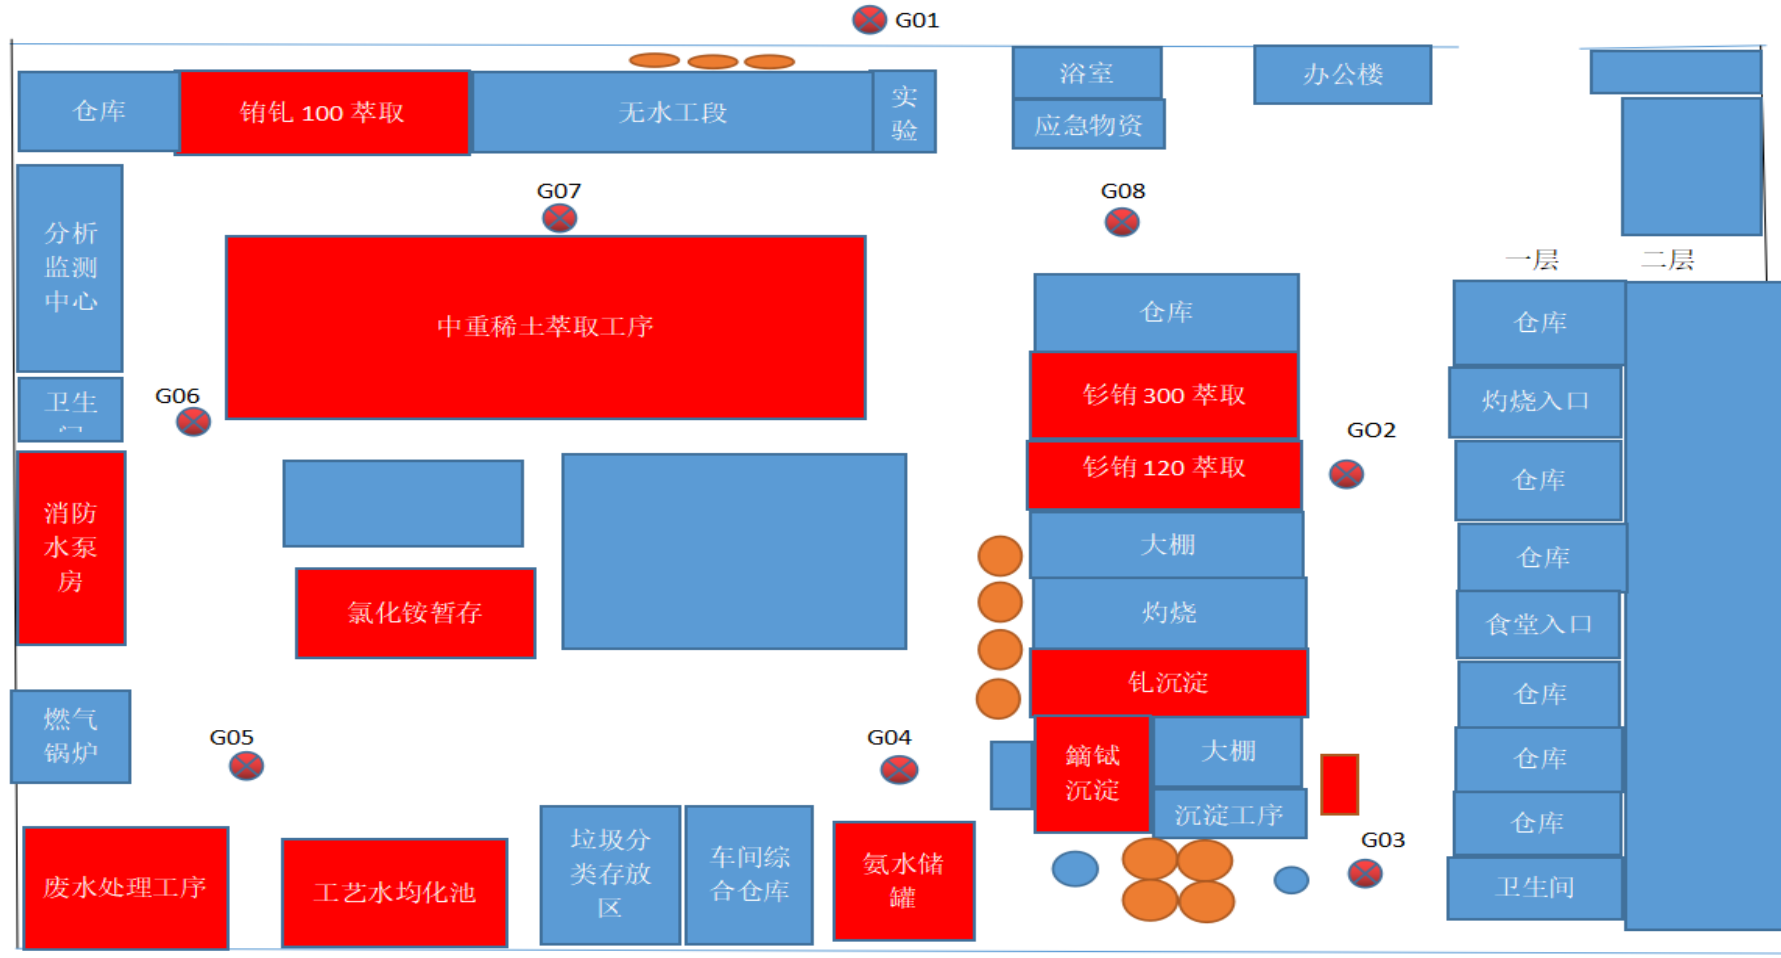 G01
仓库
铕钆 100 萃取
无水工段
实
验
浴室
应急物资
办公楼
分析
监测
中心
G07
G08
中重稀土萃取工序
一层
二层
仓库
钐铕 300 萃取
钐铕 120 萃取
大棚
灼烧
钆沉淀
镝铽
沉淀
大棚
沉淀工序
仓库
灼烧入口
仓库
仓库
食堂入口
仓库
仓库
仓库
卫生间
GO2
G03
卫生
间
G06
消防
水泵
房
氯化铵暂存
燃气
锅炉
G05
G04
废水处理工序
工艺水均化池
垃圾分
类存放
区
车间综
合仓库
氨水储
罐